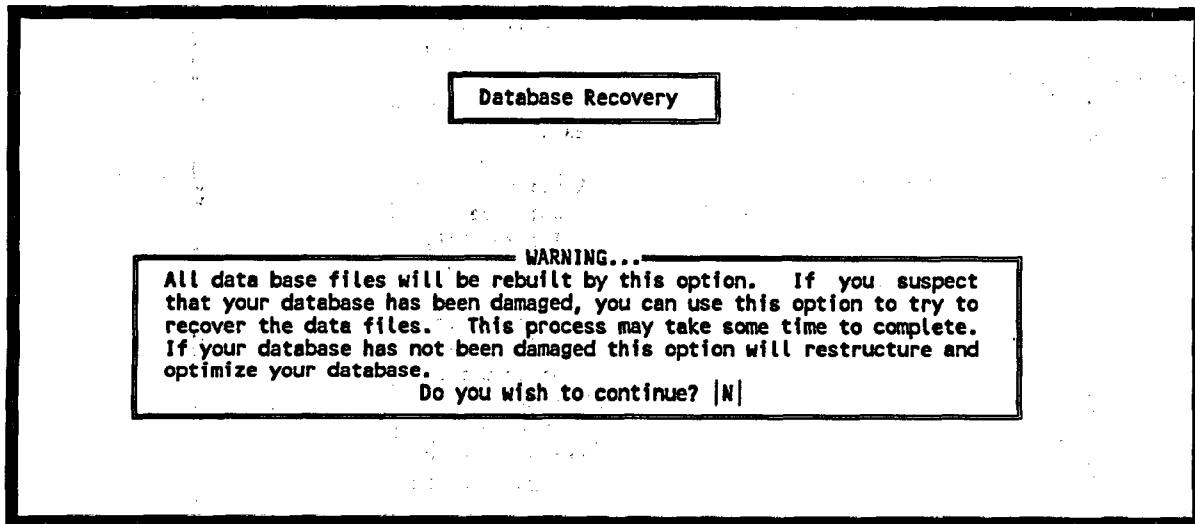 Database Recovery
WARNING...
All data base files will be rebuilt by this option. If you suspect
that your database has been damaged, you can use this option to try to
recover the data files. This process may take some time to complete.
If your database has not been damaged this option will restructure and
optimize your database.
Do you wish to continue? |N|